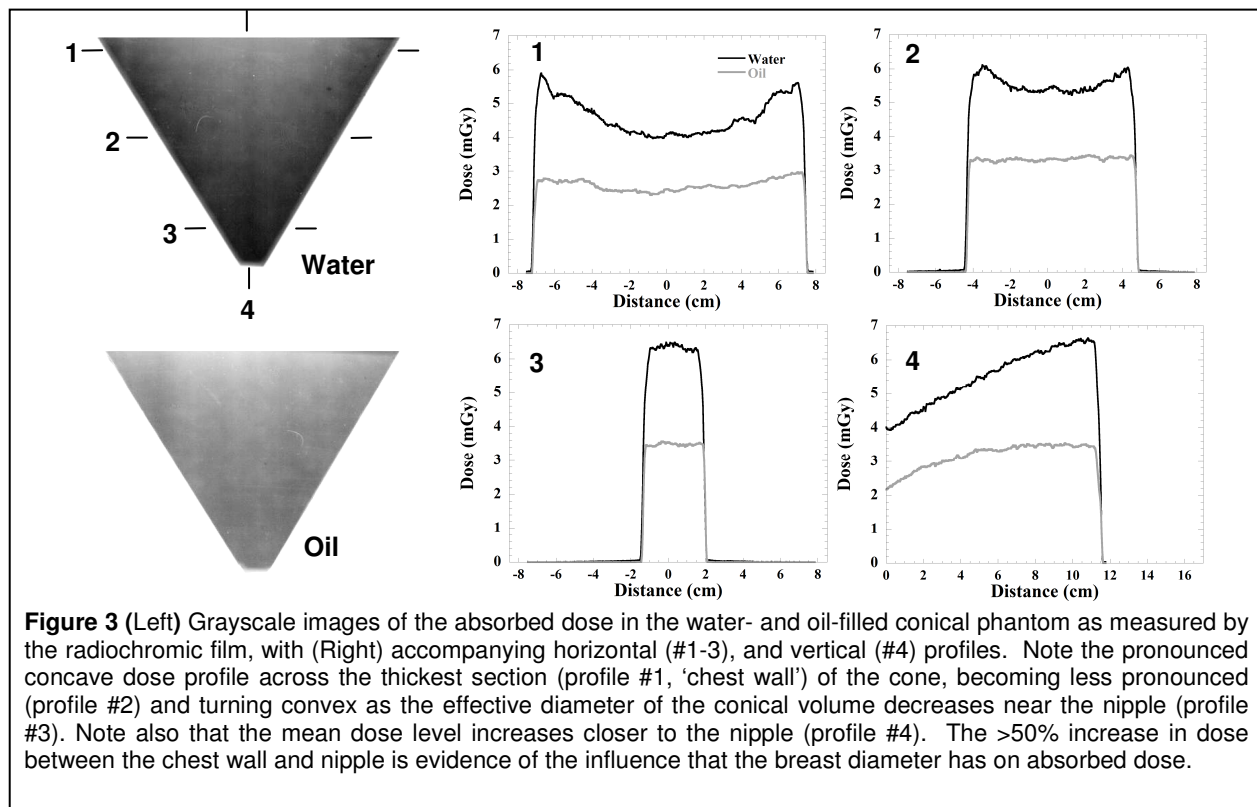 1
2
3
Water
4
Oil
7
6
5
4
3
2
1
0
Dose (mGy)
1
Water
Oil
-8 -6 -4 -2 0 2 4 6 8
Distance (cm)
7
6
5
4
3
2
1
0
Dose (mGy)
2
-8 -6 -4 -2 0 2 4 6 8
Distance (cm)
7
6
5
4
3
2
1
0
Dose (mGy)
3
-8 -6 -4 -2 0 2 4 6 8
Distance (cm)
7
6
5
4
3
2
1
0
Dose (mGy)
4
0 2 4 6 8 10 12 14 16
Distance (cm)
Figure 3 (Left) Grayscale images of the absorbed dose in the water- and oil-filled conical phantom as measured by
the radiochromic film, with (Right) accompanying horizontal (#1-3), and vertical (#4) profiles. Note the pronounced
concave dose profile across the thickest section (profile #1, ‘chest wall’) of the cone, becoming less pronounced
(profile #2) and turning convex as the effective diameter of the conical volume decreases near the nipple (profile
#3). Note also that the mean dose level increases closer to the nipple (profile #4). The >50% increase in dose
between the chest wall and nipple is evidence of the influence that the breast diameter has on absorbed dose.